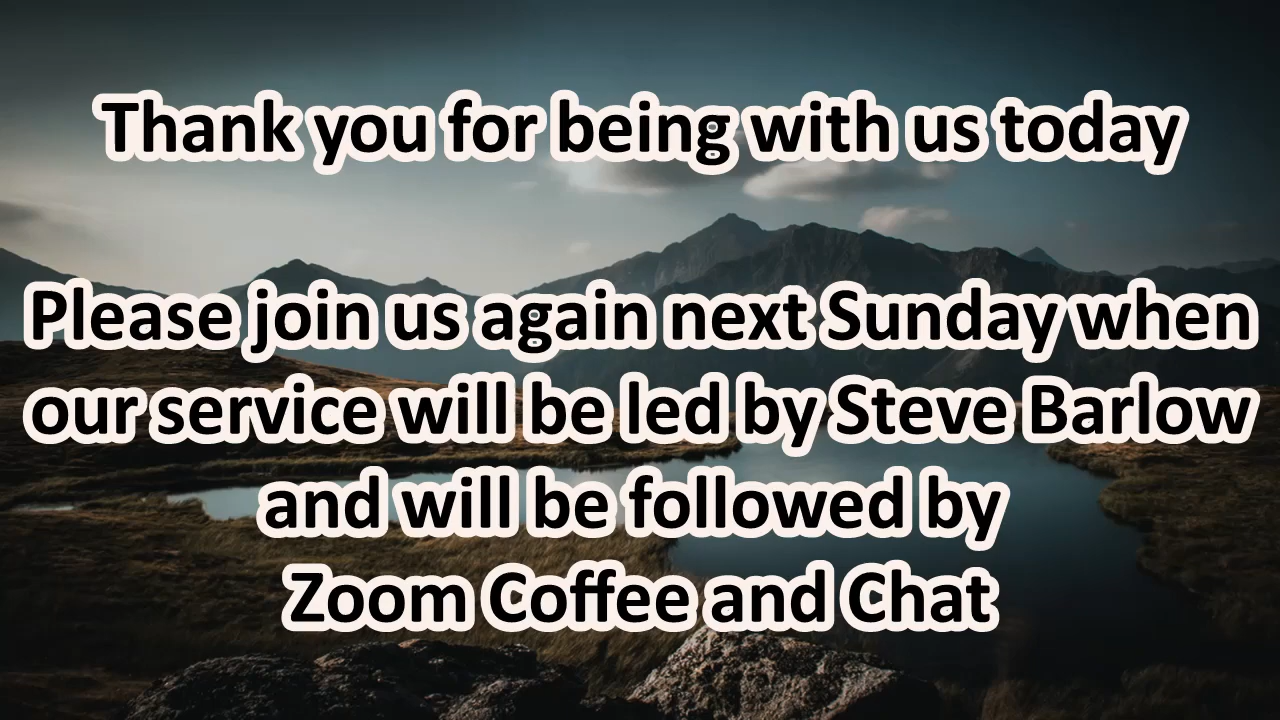 Thank you for being with us today
Please join us again next Sunday when
our service will be led by Steve Barlow
and will be followed by
Zoom Coffee and Chat